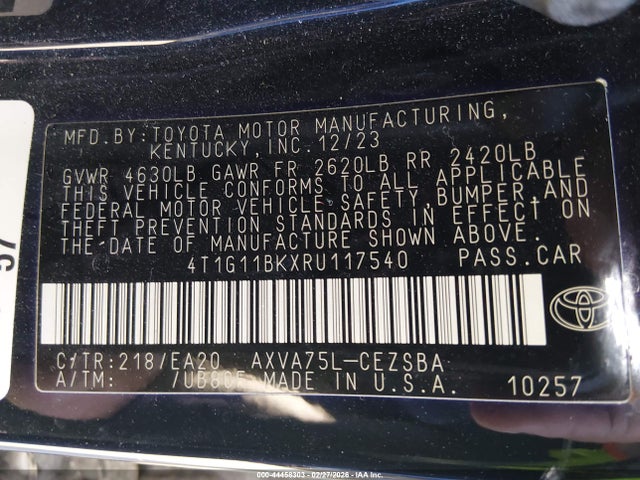 MFD.BY:TOYOTA MOTOR MANUFACTURING,
KENTUCKY, INC. 12/23
GVWR 4630LB GAWR FR 2620LB RR 2420LB
THIS VEHICLE CONFORMS TO ALL APPLICABLE
FEDERAL MOTOR VEHICLE SAFETY, BUMPER, AND
THEFT PREVENTION STANDARDS IN EFFECT ON
THE DATE OF MANUFACTURE SHOWN ABOVE.
4T1G11BKXRU117540 PASS.CAR
C/TR:218/EA20 AXVA75L-CEZSBA
A/TM: /UB80F MADE IN U.S.A. 10257
57
000-44458303 - 02/27/2026 - IAA Inc.